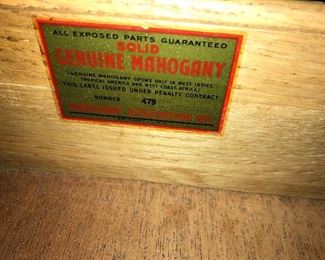 ALL EXPOSED PARTS GUARANTEED
SOLID
GENUINE MAHOGANY
(GENUINE MAHOGANY GROWS ONLY IN WEST INDIES
TROPICAL AMERICA AND WEST COAST AFRICA)
THIS LABEL ISSUED UNDER PENALTY CONTRACT
NUMBER 479